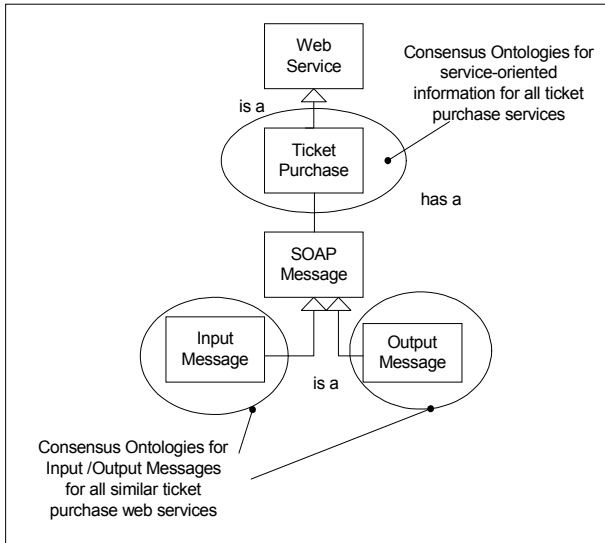 Web
Service
Consensus Ontologies for
service-oriented
information for all ticket
purchase services
is a
Ticket
Purchase
has a
SOAP
Message
Input
Message
Output
Message
is a
Consensus Ontologies for
Input /Output Messages
for all similar ticket
purchase web services